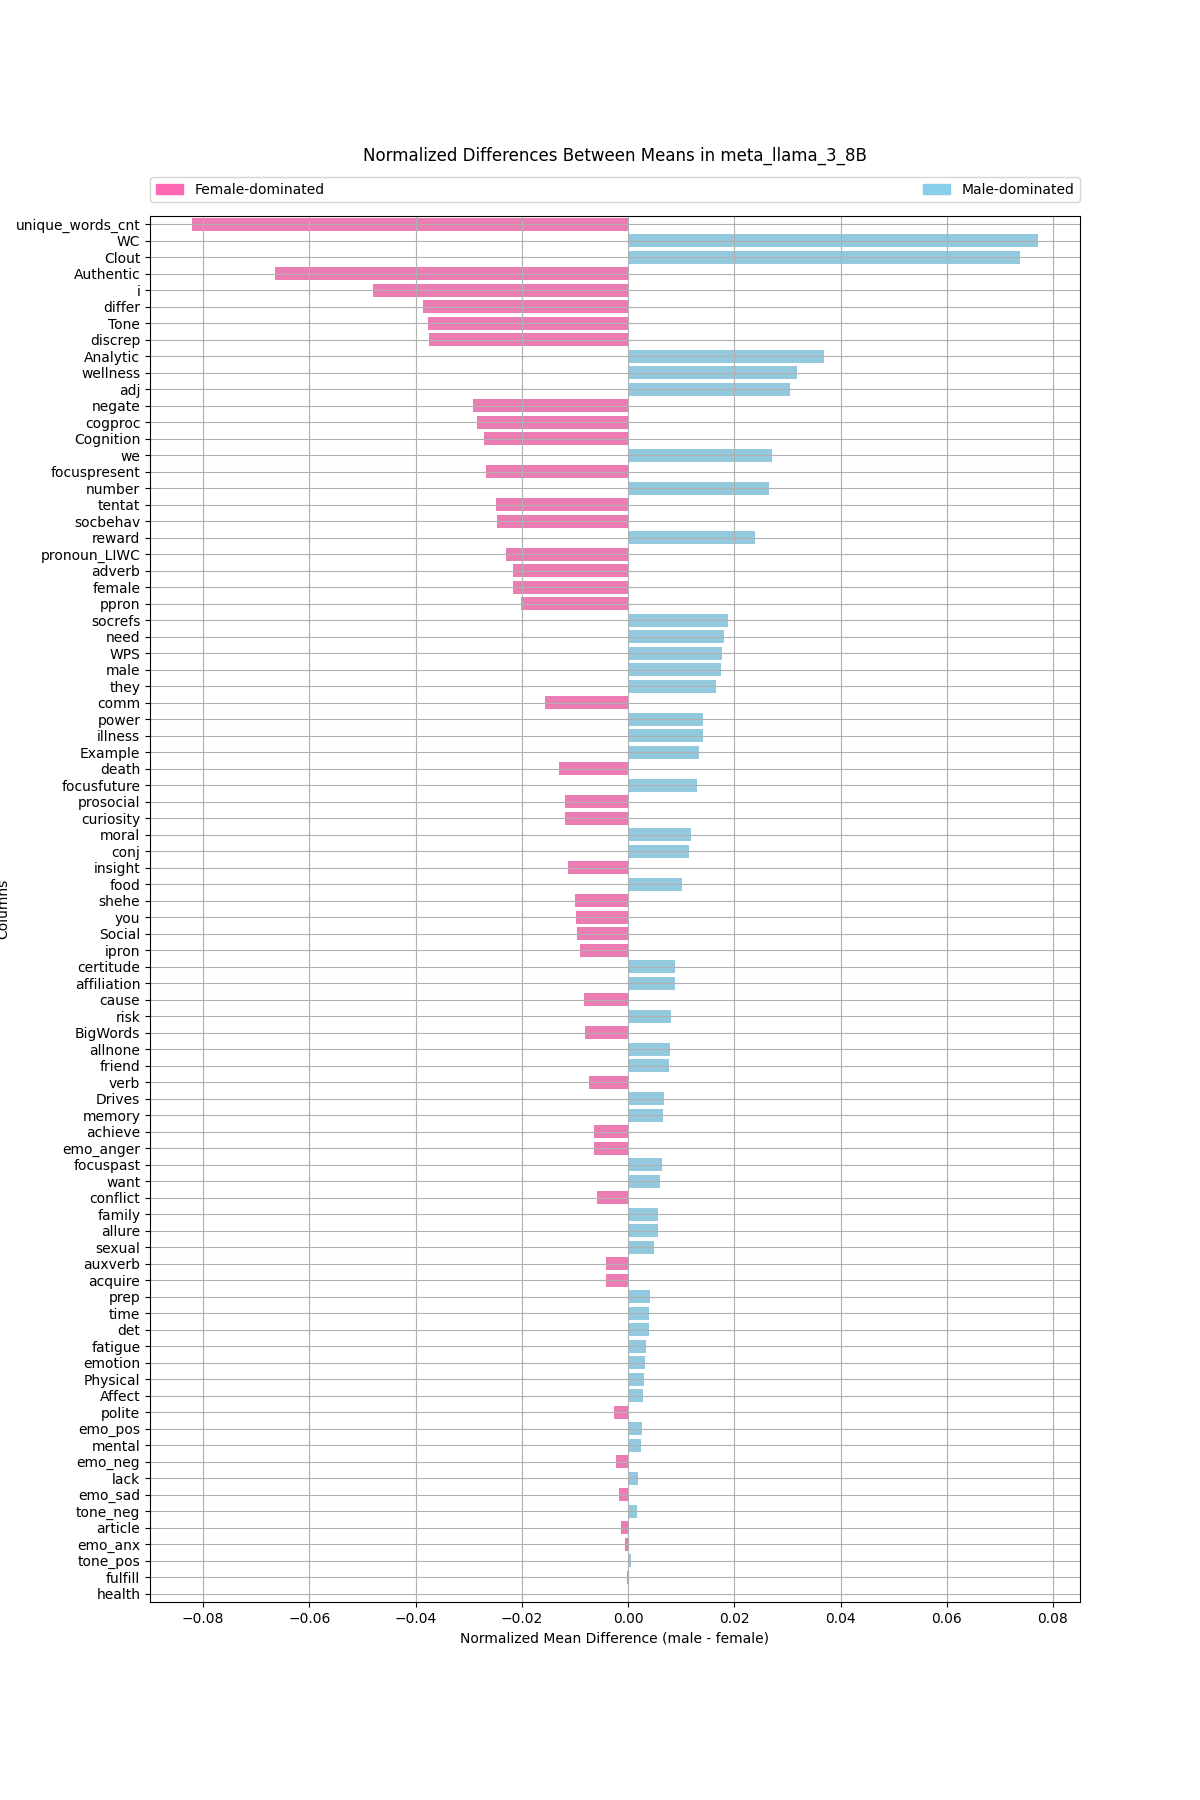 Normalized Differences Between Means in meta_llama_3_8B
Female-dominated
Male-dominated
unique_words_cnt
WC
Clout
Authentic
i
differ
Tone
discrep
Analytic
wellness
adj
negate
cogproc
Cognition
we
focuspresent
number
tentat
socbehav
reward
pronoun_LIWC
adverb
female
ppron
socrefs
need
WPS
male
they
comm
power
illness
Example
death
focusfuture
prosocial
curiosity
moral
conj
insight
food
shehe
you
Social
ipron
certitude
affiliation
cause
risk
BigWords
allnone
friend
verb
Drives
memory
achieve
emo_anger
focuspast
want
conflict
family
allure
sexual
auxverb
acquire
prep
time
det
fatigue
emotion
Physical
Affect
polite
emo_pos
mental
emo_neg
lack
emo_sad
tone_neg
article
emo_anx
tone_pos
fulfill
health
Columns
−0.08 −0.06 −0.04 −0.02 0.00 0.02 0.04 0.06 0.08
Normalized Mean Difference (male - female)